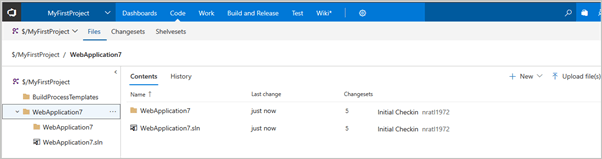 MyFirstProject Dashboards Code Work Build and Release Test Wiki*
$/MyFirstProject Files Changesets Shelvesets
$/MyFirstProject / WebApplication7
$/MyFirstProject
BuildProcessTemplates
WebApplication7 ...
WebApplication7
WebApplication7.sln
Contents History
+ New Upload file(s)
Name ↑ Last change Changesets
WebApplication7 just now 5 Initial Checkin nratl1972
WebApplication7.sln just now 5 Initial Checkin nratl1972